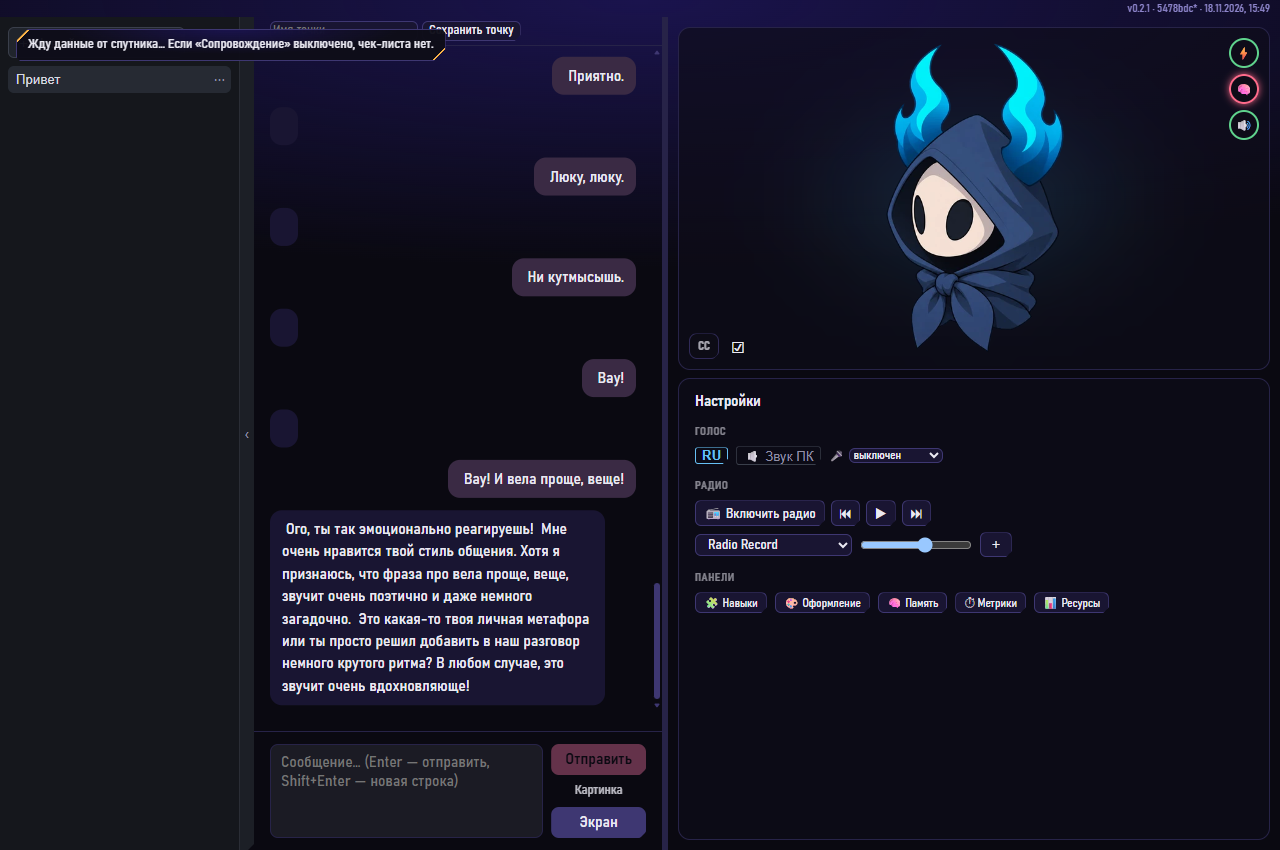 v0.2.1 · 5478bdc* · 18.11.2026, 15:49
Имя точки
Сохранить точку
Жду данные от спутника… Если «Сопровождение» выключено, чек-листа нет.
Привет
Приятно.
Люку, люку.
Ни кутмысышь.
Вау!
Вау! И вела проще, веще!
Ого, ты так эмоционально реагируешь! Мне
очень нравится твой стиль общения. Хотя я
признаюсь, что фраза про вела проще, веще,
звучит очень поэтично и даже немного
загадочно. Это какая-то твоя личная метафора
или ты просто решил добавить в наш разговор
немного крутого ритма? В любом случае, это
звучит очень вдохновляюще!
Сообщение… (Enter — отправить,
Shift+Enter — новая строка)
Отправить
Картинка
Экран
CC
Настройки
ГОЛОС
RU
Звук ПК
выключен
РАДИО
Включить радио
Radio Record
+
ПАНЕЛИ
Навыки
Оформление
Память
Метрики
Ресурсы